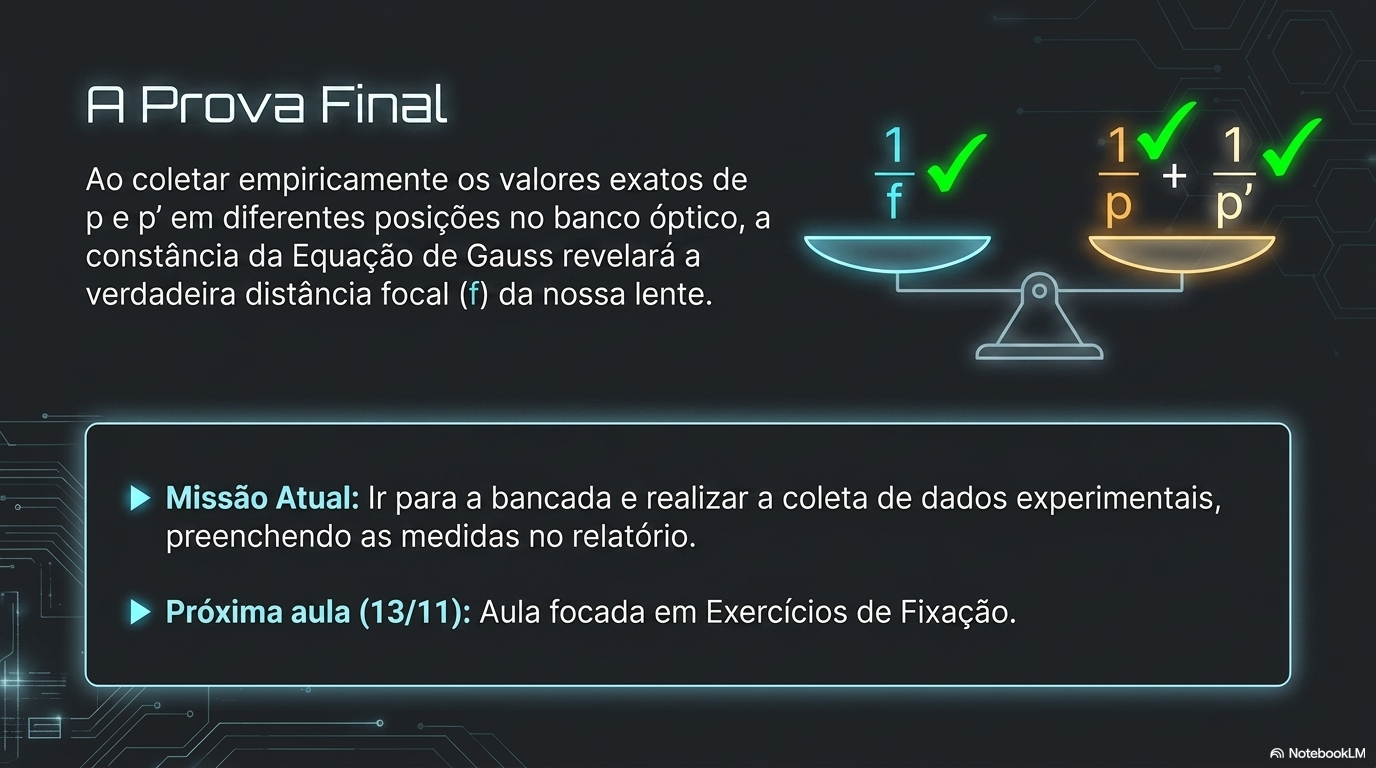 A Prova Final
Ao coletar empiricamente os valores exatos de
p e p’ em diferentes posições no banco óptico, a
constância da Equação de Gauss revelará a
verdadeira distância focal (f) da nossa lente.
1/f ✓ 1/p ✓ + 1/p’ ✓
▶ Missão Atual: Ir para a bancada e realizar a coleta de dados experimentais,
preenchendo as medidas no relatório.
▶ Próxima aula (13/11): Aula focada em Exercícios de Fixação.
NotebookLM